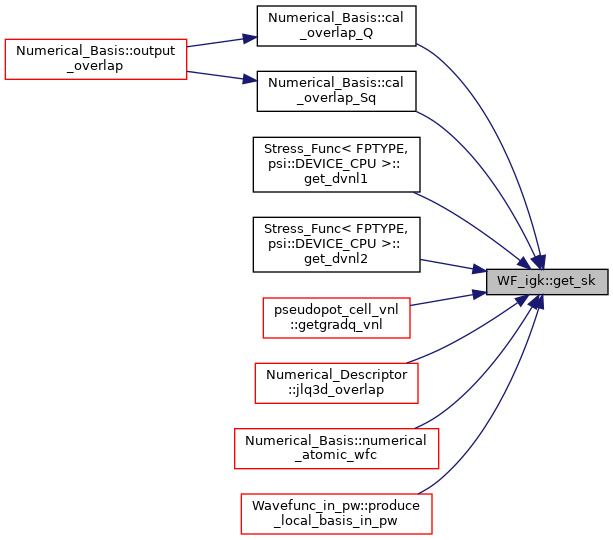 Numerical_Basis::cal
_overlap_Q
Numerical_Basis::output
_overlap
Numerical_Basis::cal
_overlap_Sq
Stress_Func< FPTYPE,
psi::DEVICE_CPU >::
get_dvnl1
Stress_Func< FPTYPE,
psi::DEVICE_CPU >::
get_dvnl2
WF_igk::get_sk
pseudopot_cell_vnl
::getgradq_vnl
Numerical_Descriptor
::jlq3d_overlap
Numerical_Basis::numerical
_atomic_wfc
Wavefunc_in_pw::produce
_local_basis_in_pw